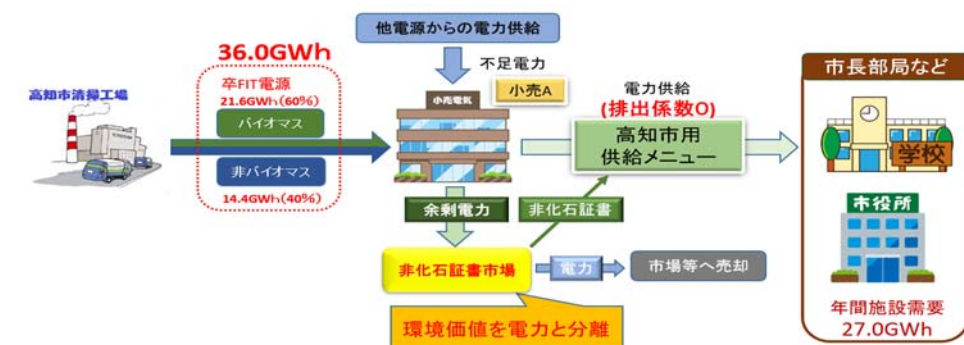 他電源からの電力供給
36.0GWh
不足電力
市長部局など
卒FIT電源
21.6GWh(60%)
小売電気
小売A
電力供給
(排出係数0)
高知市清掃工場
バイオマス
高知市用
供給メニュー
学校
非バイオマス
14.4GWh(40%)
余剰電力
非化石証書
市役所
非化石証書市場
電力
市場等へ売却
環境価値を電力と分離
年間施設需要
27.0GWh